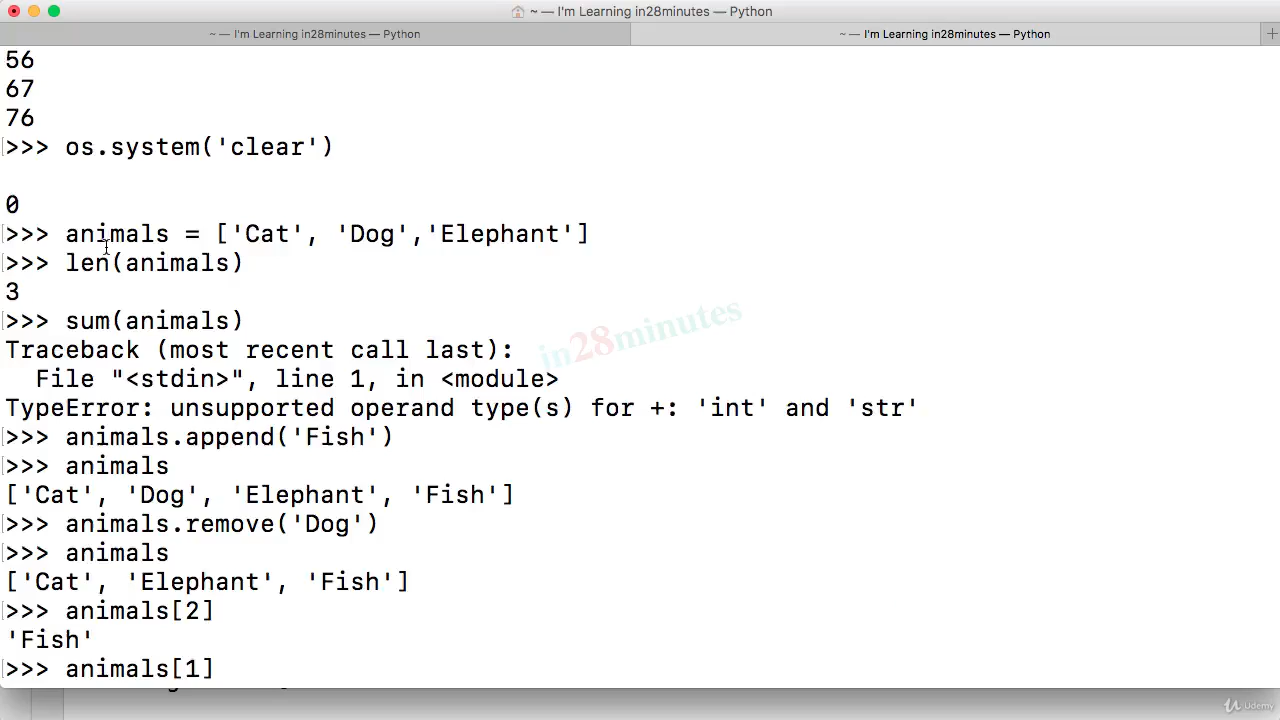 ~ — I'm Learning in28minutes — Python
~ — I'm Learning in28minutes — Python
~ — I'm Learning in28minutes — Python
56
67
76
>>> os.system('clear')
0
>>> animals = ['Cat', 'Dog','Elephant']
>>> len(animals)
3
>>> sum(animals)
in28minutes
Traceback (most recent call last):
  File "<stdin>", line 1, in <module>
TypeError: unsupported operand type(s) for +: 'int' and 'str'
>>> animals.append('Fish')
>>> animals
['Cat', 'Dog', 'Elephant', 'Fish']
>>> animals.remove('Dog')
>>> animals
['Cat', 'Elephant', 'Fish']
>>> animals[2]
'Fish'
>>> animals[1]
Udemy